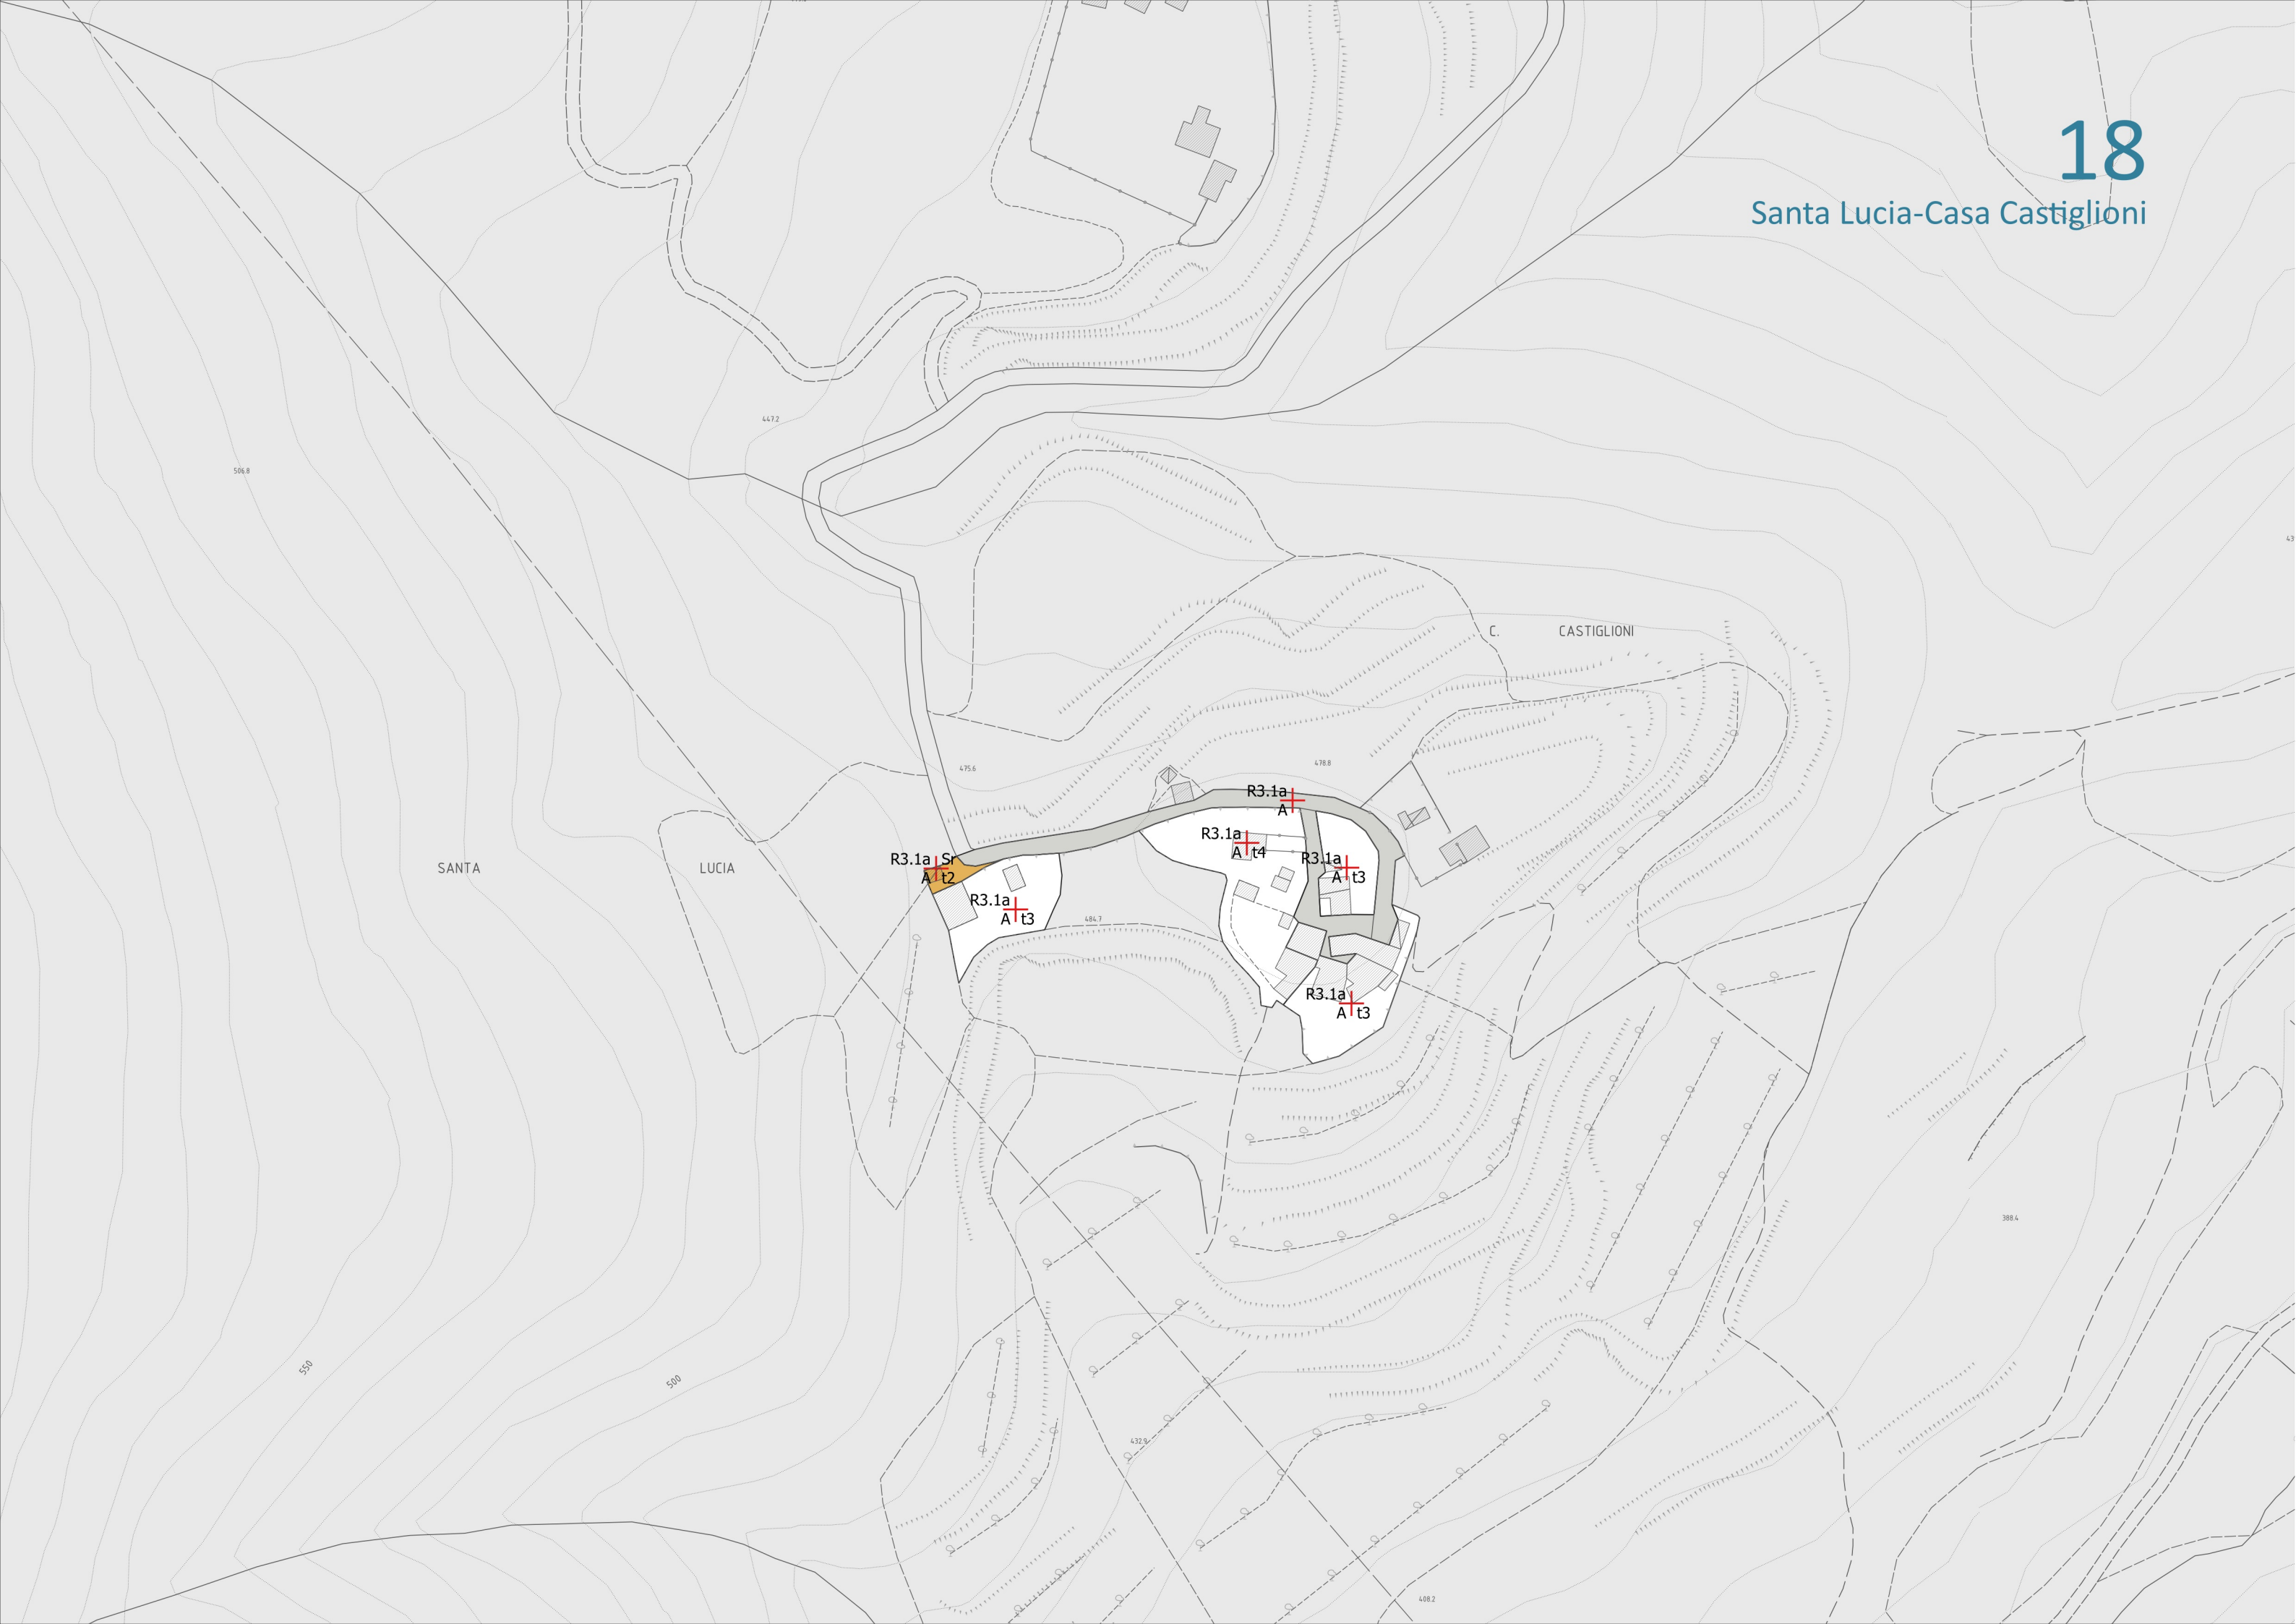 18
Santa Lucia-Casa Castiglioni
447.2
506.8
C. CASTIGLIONI
475.6
478.8
R3.1a
A
R3.1a
A t4
R3.1a Sr
A t2
R3.1a
A t3
SANTA LUCIA
R3.1a
A t3
484.7
R3.1a
A t3
388.4
550
500
432.9
408.2